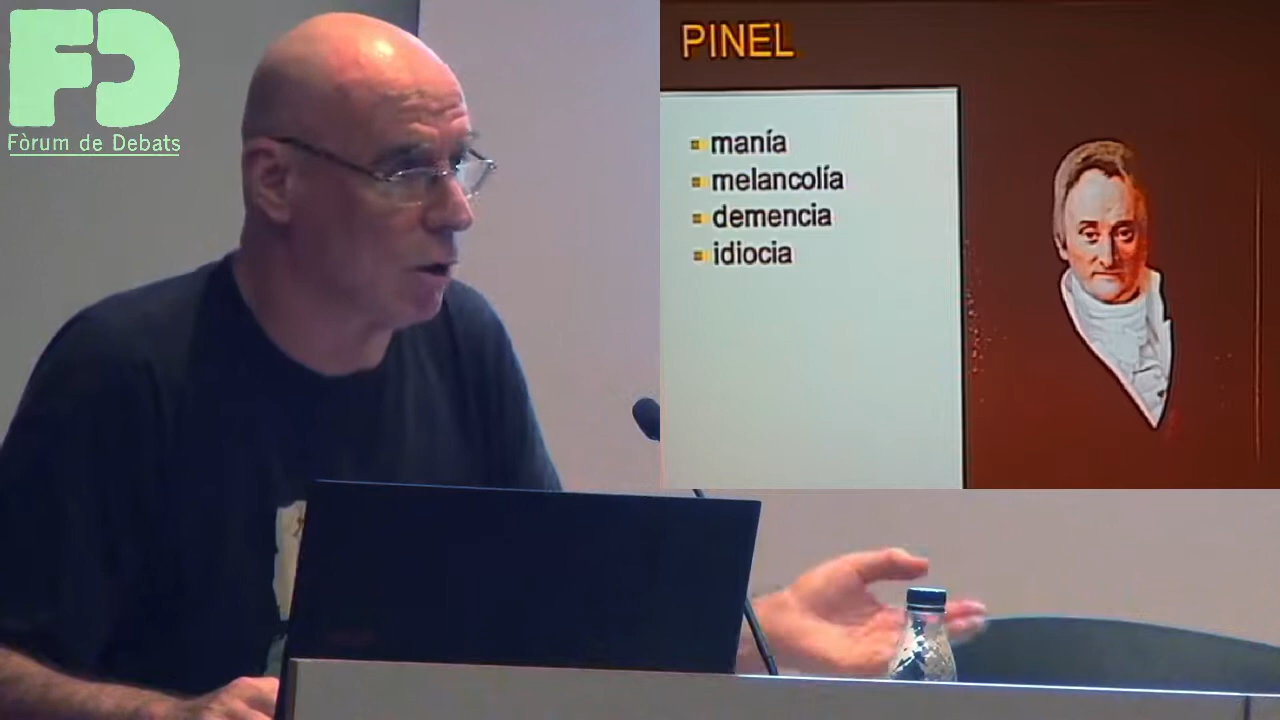 FD
Fòrum de Debats
PINEL
manía
melancolía
demencia
idiocia